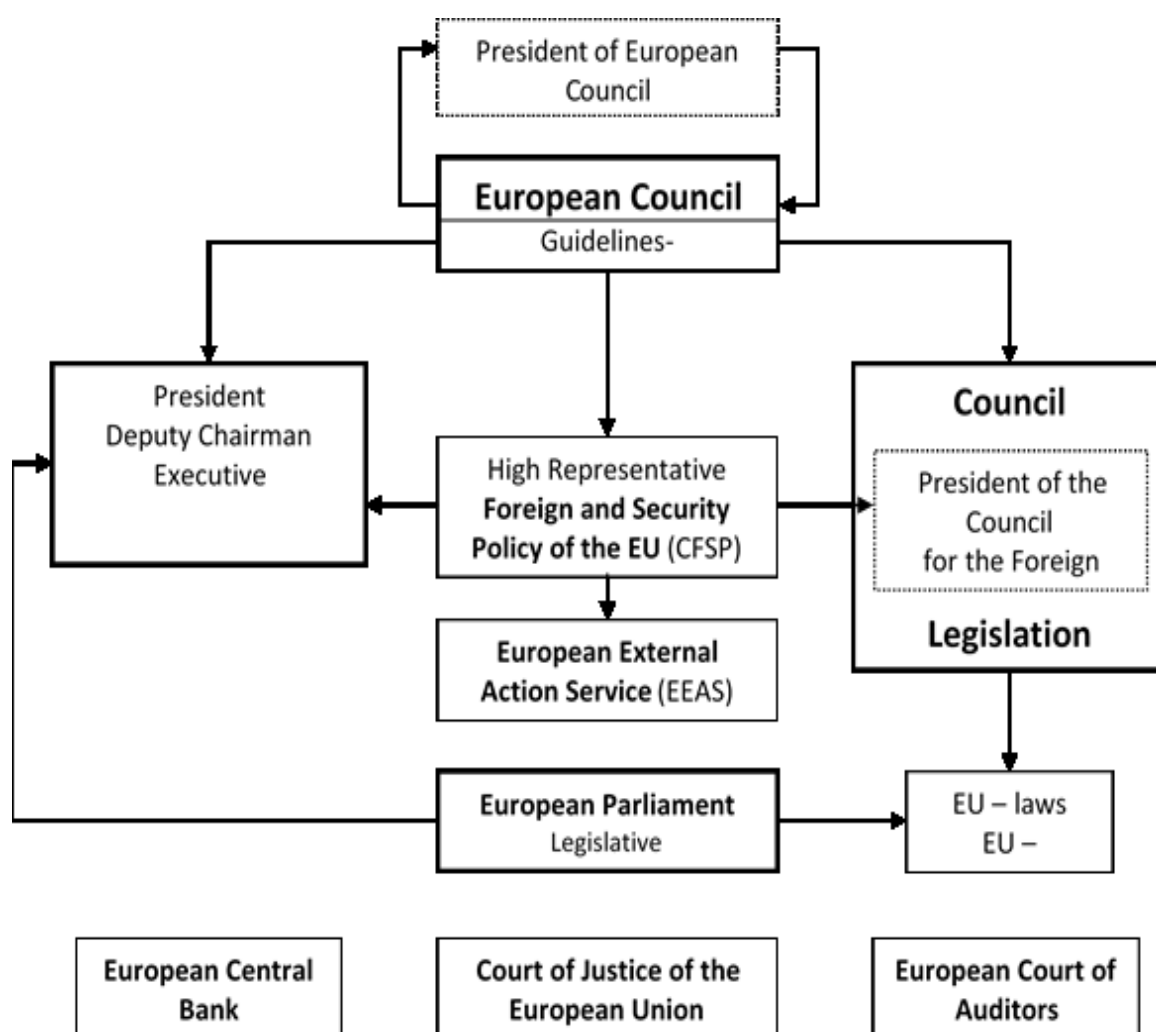 President of European
Council
European Council
Guidelines-
President
Deputy Chairman
Executive
High Representative
Foreign and Security
Policy of the EU (CFSP)
Council
President of the
Council
for the Foreign
Legislation
European External
Action Service (EEAS)
European Parliament
Legislative
EU – laws
EU –
European Central
Bank
Court of Justice of the
European Union
European Court of
Auditors